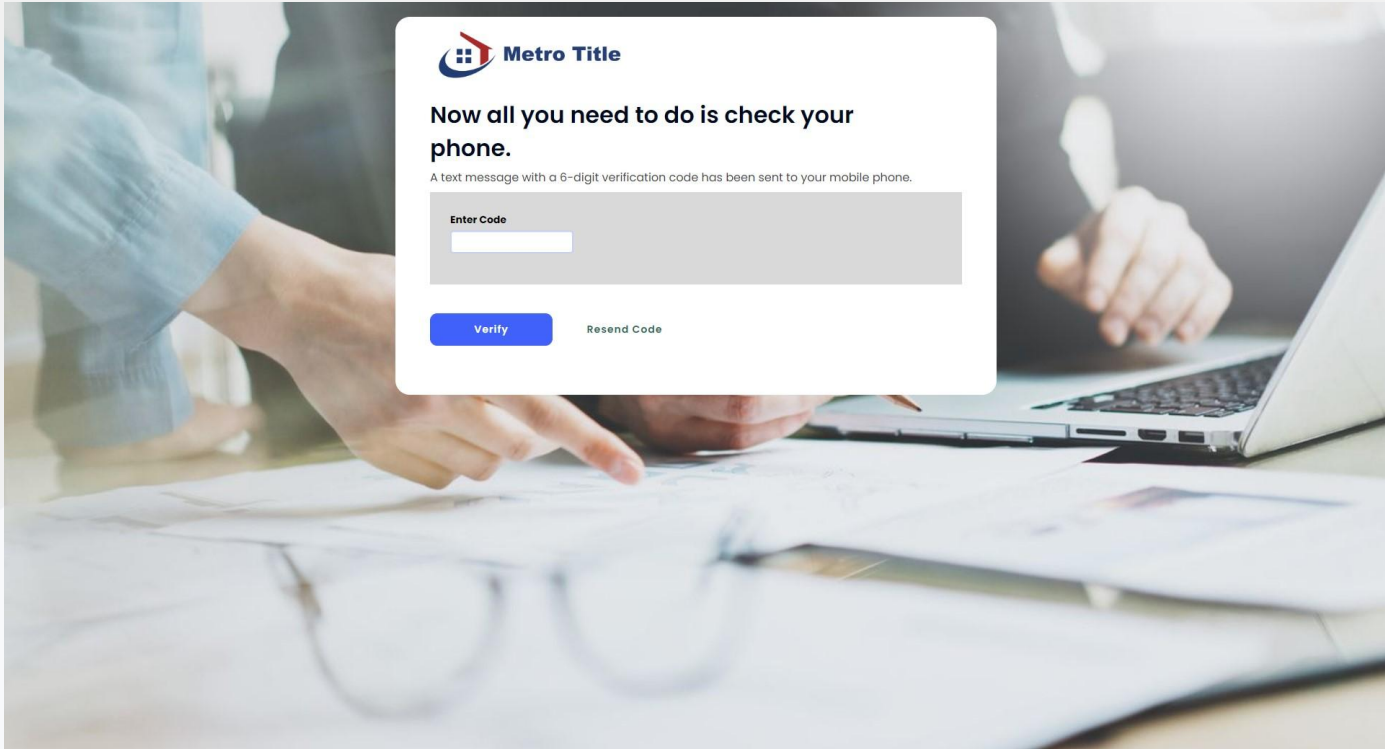 Metro Title
Now all you need to do is check your
phone.
A text message with a 6-digit verification code has been sent to your mobile phone.
Enter Code
Verify
Resend Code